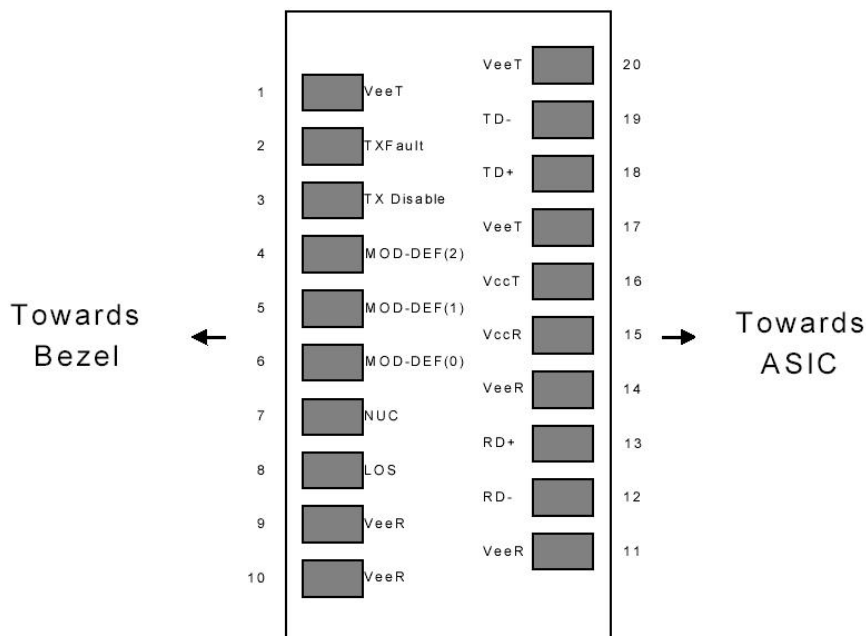 VeeT 20
1 VeeT
TD- 19
2 TXFault
TD+ 18
3 TX Disable
VeeT 17
4 MOD-DEF(2)
VccT 16
5 MOD-DEF(1)
Towards
Bezel
VccR 15
Towards
ASIC
6 MOD-DEF(0)
VeeR 14
7 NUC
RD+ 13
8 LOS
RD- 12
9 VeeR
VeeR 11
10 VeeR